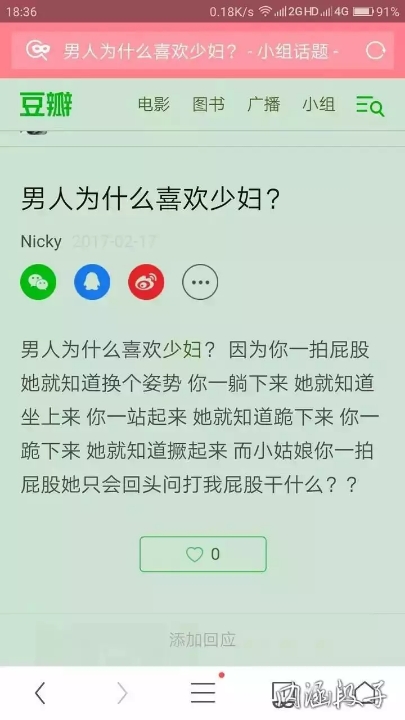 18:36 0.18K/s 2G HD 4G 91%
男人为什么喜欢少妇？ - 小组话题 -
豆瓣 电影 图书 广播 小组
男人为什么喜欢少妇？
Nicky 2017-02-17
男人为什么喜欢少妇？ 因为你一拍屁股
她就知道换个姿势 你一躺下来 她就知道
坐上来 你一站起来 她就知道跪下来 你一
跪下来 她就知道撅起来 而小姑娘你一拍
屁股她只会回头问打我屁股干什么？？
0
添加回应
内涵段子